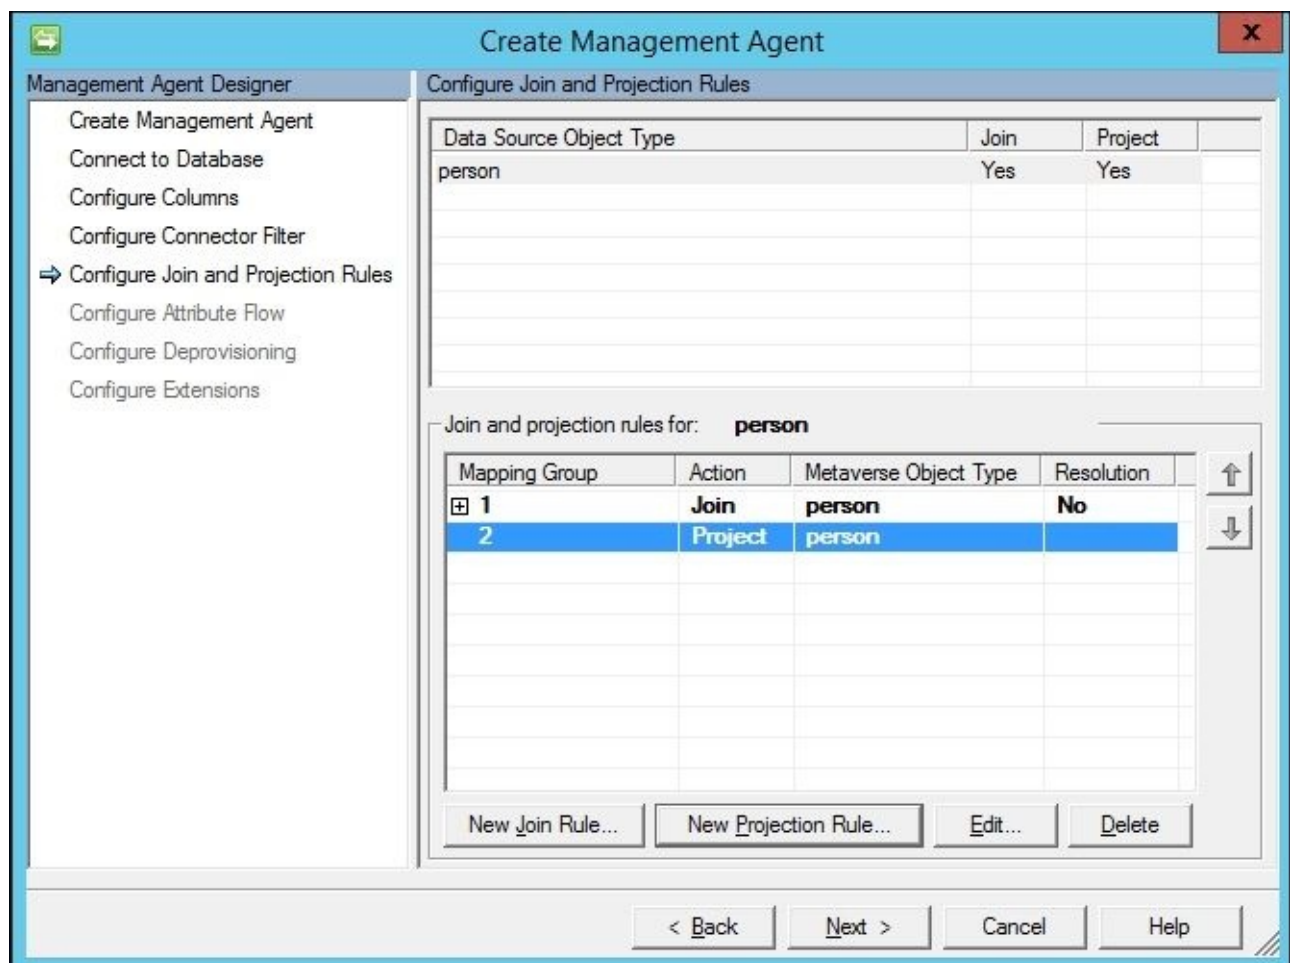 Create Management Agent
x
Management Agent Designer
Create Management Agent
Connect to Database
Configure Columns
Configure Connector Filter
Configure Join and Projection Rules
Configure Attribute Flow
Configure Deprovisioning
Configure Extensions
Configure Join and Projection Rules
Data Source Object Type Join Project
person Yes Yes
Join and projection rules for: person
Mapping Group Action Metaverse Object Type Resolution
1 Join person No
2 Project person
New Join Rule... New Projection Rule... Edit... Delete
< Back Next > Cancel Help